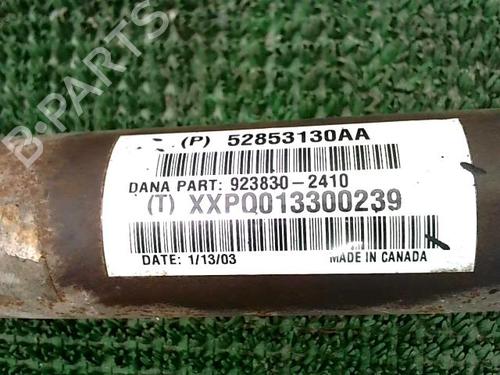 (P) 52853130AA
DANA PART: 923830-2410
(T) XXPQ013300239
DATE: 1/13/03 MADE IN CANADA
B-PARTS